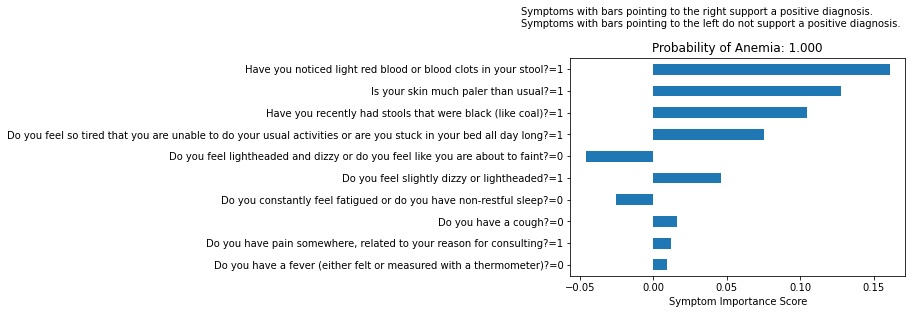 Symptoms with bars pointing to the right support a positive diagnosis.
Symptoms with bars pointing to the left do not support a positive diagnosis.
Probability of Anemia: 1.000
Have you noticed light red blood or blood clots in your stool?=1
Is your skin much paler than usual?=1
Have you recently had stools that were black (like coal)?=1
Do you feel so tired that you are unable to do your usual activities or are you stuck in your bed all day long?=1
Do you feel lightheaded and dizzy or do you feel like you are about to faint?=0
Do you feel slightly dizzy or lightheaded?=1
Do you constantly feel fatigued or do you have non-restful sleep?=0
Do you have a cough?=0
Do you have pain somewhere, related to your reason for consulting?=1
Do you have a fever (either felt or measured with a thermometer)?=0
−0.05 0.00 0.05 0.10 0.15
Symptom Importance Score